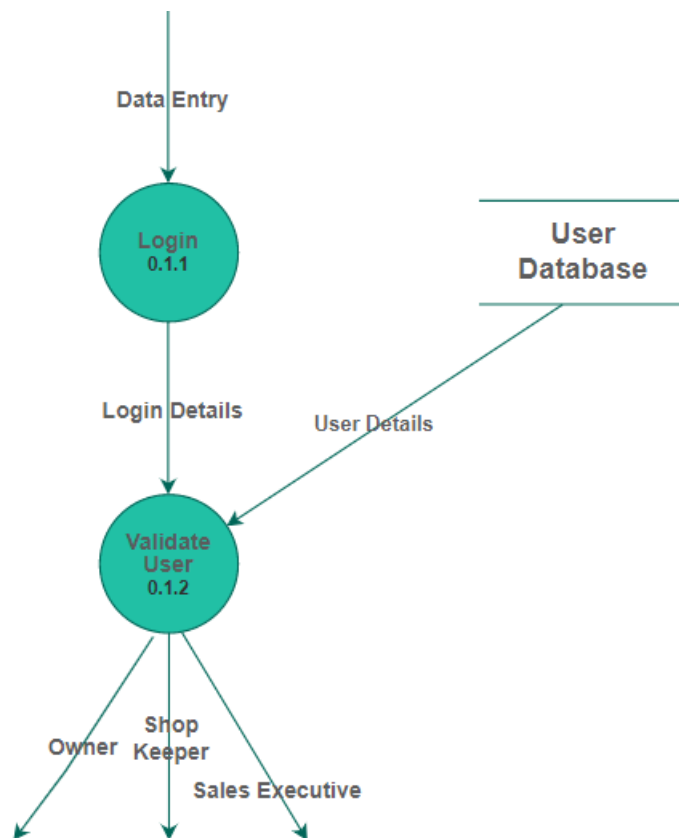 Data Entry
Login
0.1.1
User
Database
Login Details
User Details
Validate
User
0.1.2
Owner
Shop
Keeper
Sales Executive